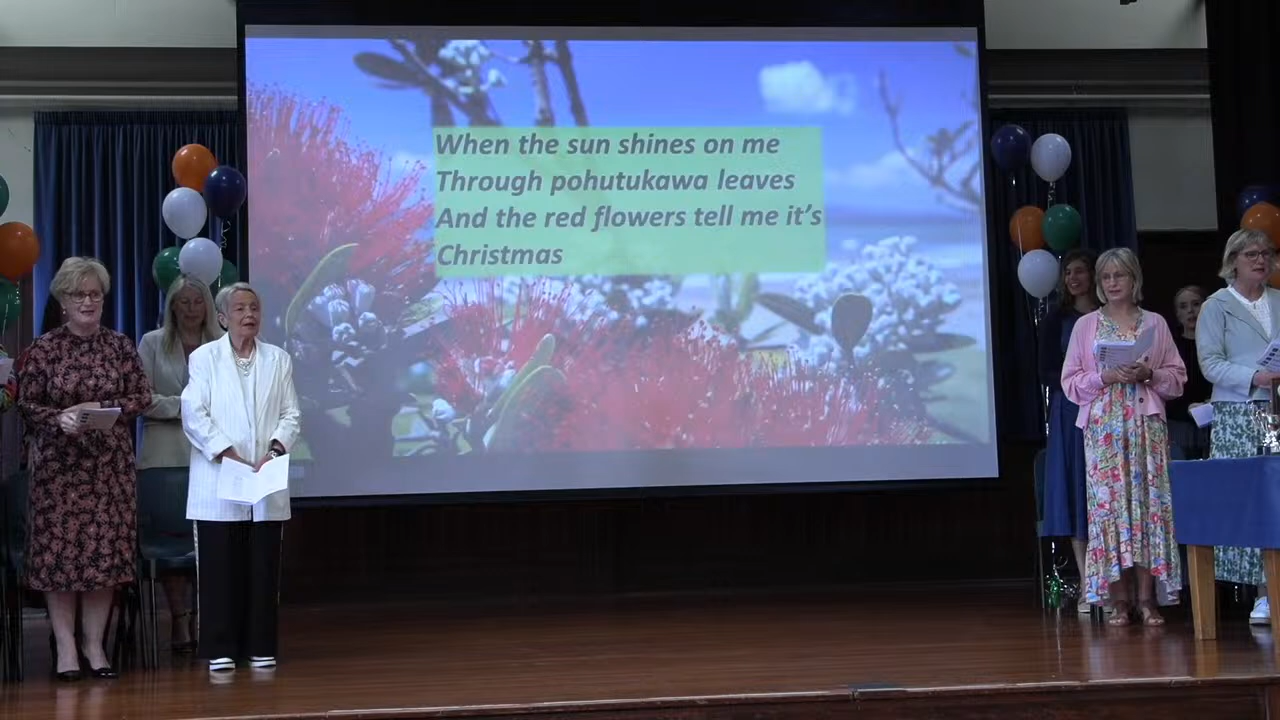 When the sun shines on me
Through pohutukawa leaves
And the red flowers tell me it's
Christmas